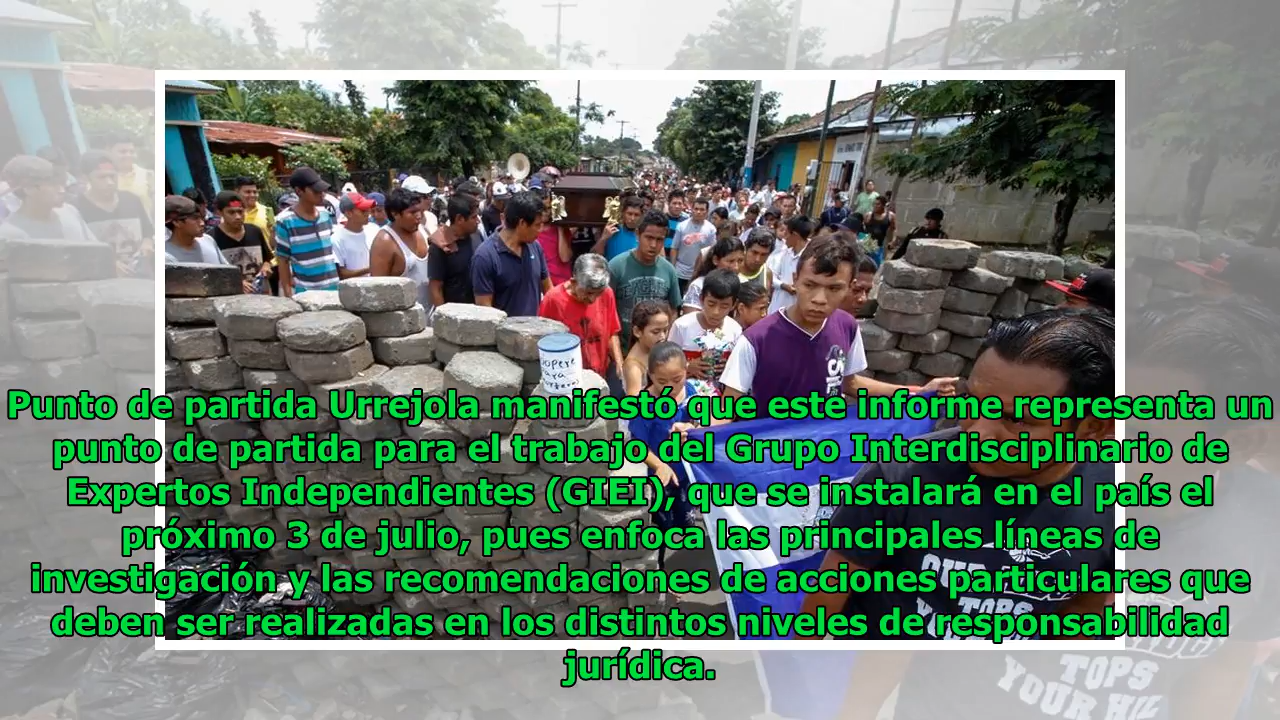 Punto de partida Urrejola manifestó que este informe representa un
punto de partida para el trabajo del Grupo Interdisciplinario de
Expertos Independientes (GIEI), que se instalará en el país el
próximo 3 de julio, pues enfoca las principales líneas de
investigación y las recomendaciones de acciones particulares que
deben ser realizadas en los distintos niveles de responsabilidad
jurídica.
para
TOPS
YOUR